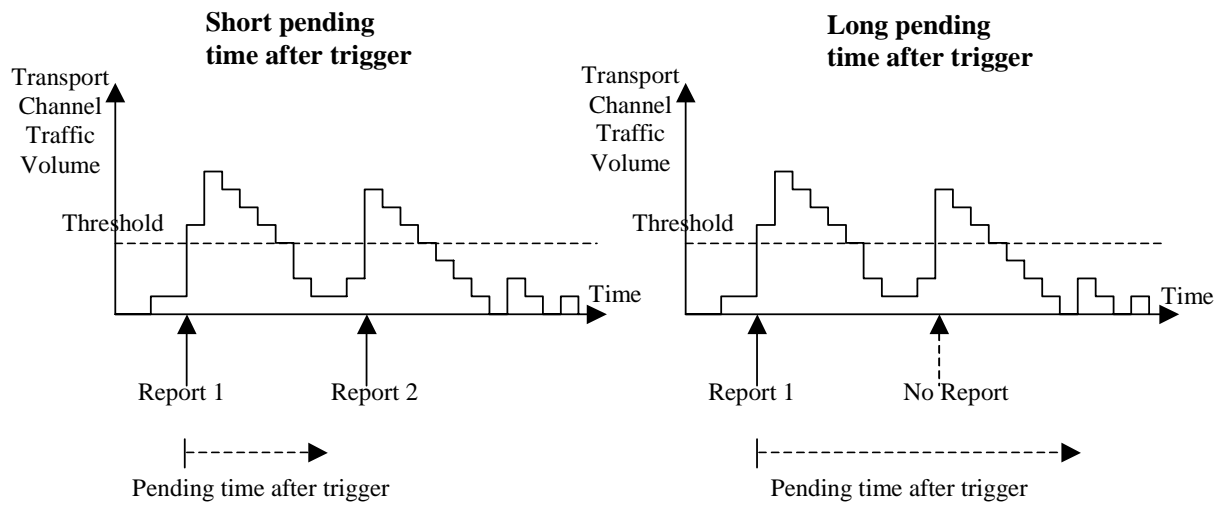 Short pending
time after trigger
Transport
Channel
Traffic
Volume
Threshold
Time
Report 1
Report 2
Pending time after trigger
Long pending
time after trigger
Transport
Channel
Traffic
Volume
Threshold
Time
Report 1
No Report
Pending time after trigger